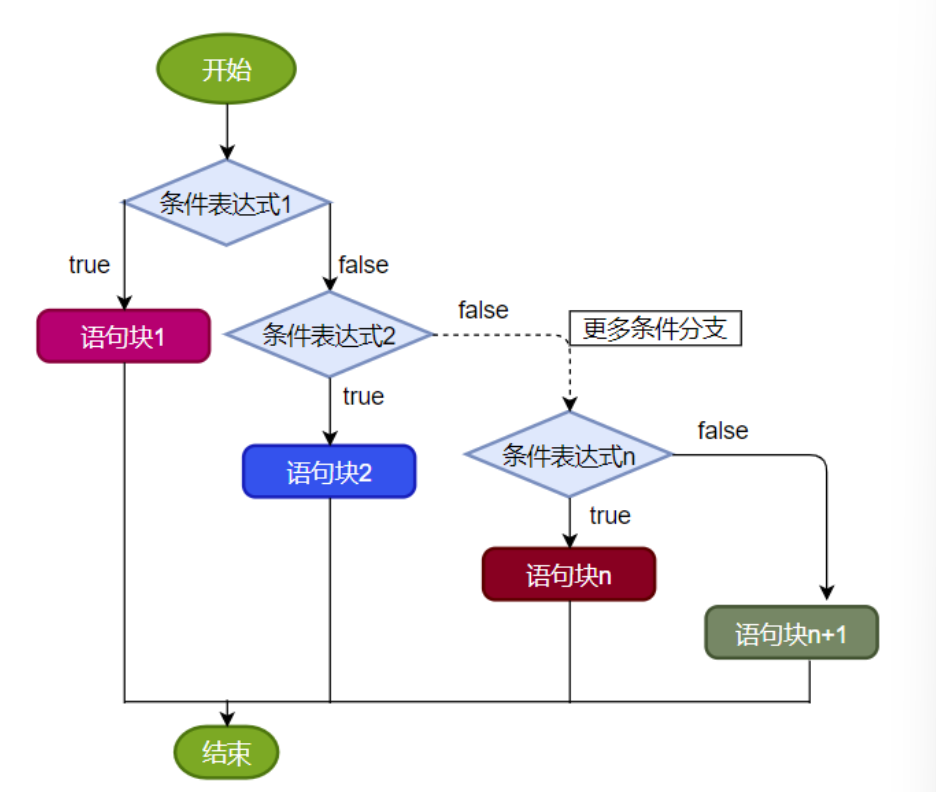 开始
条件表达式1
true
false
语句块1
条件表达式2
false
更多条件分支
true
语句块2
条件表达式n
false
true
语句块n
语句块n+1
结束